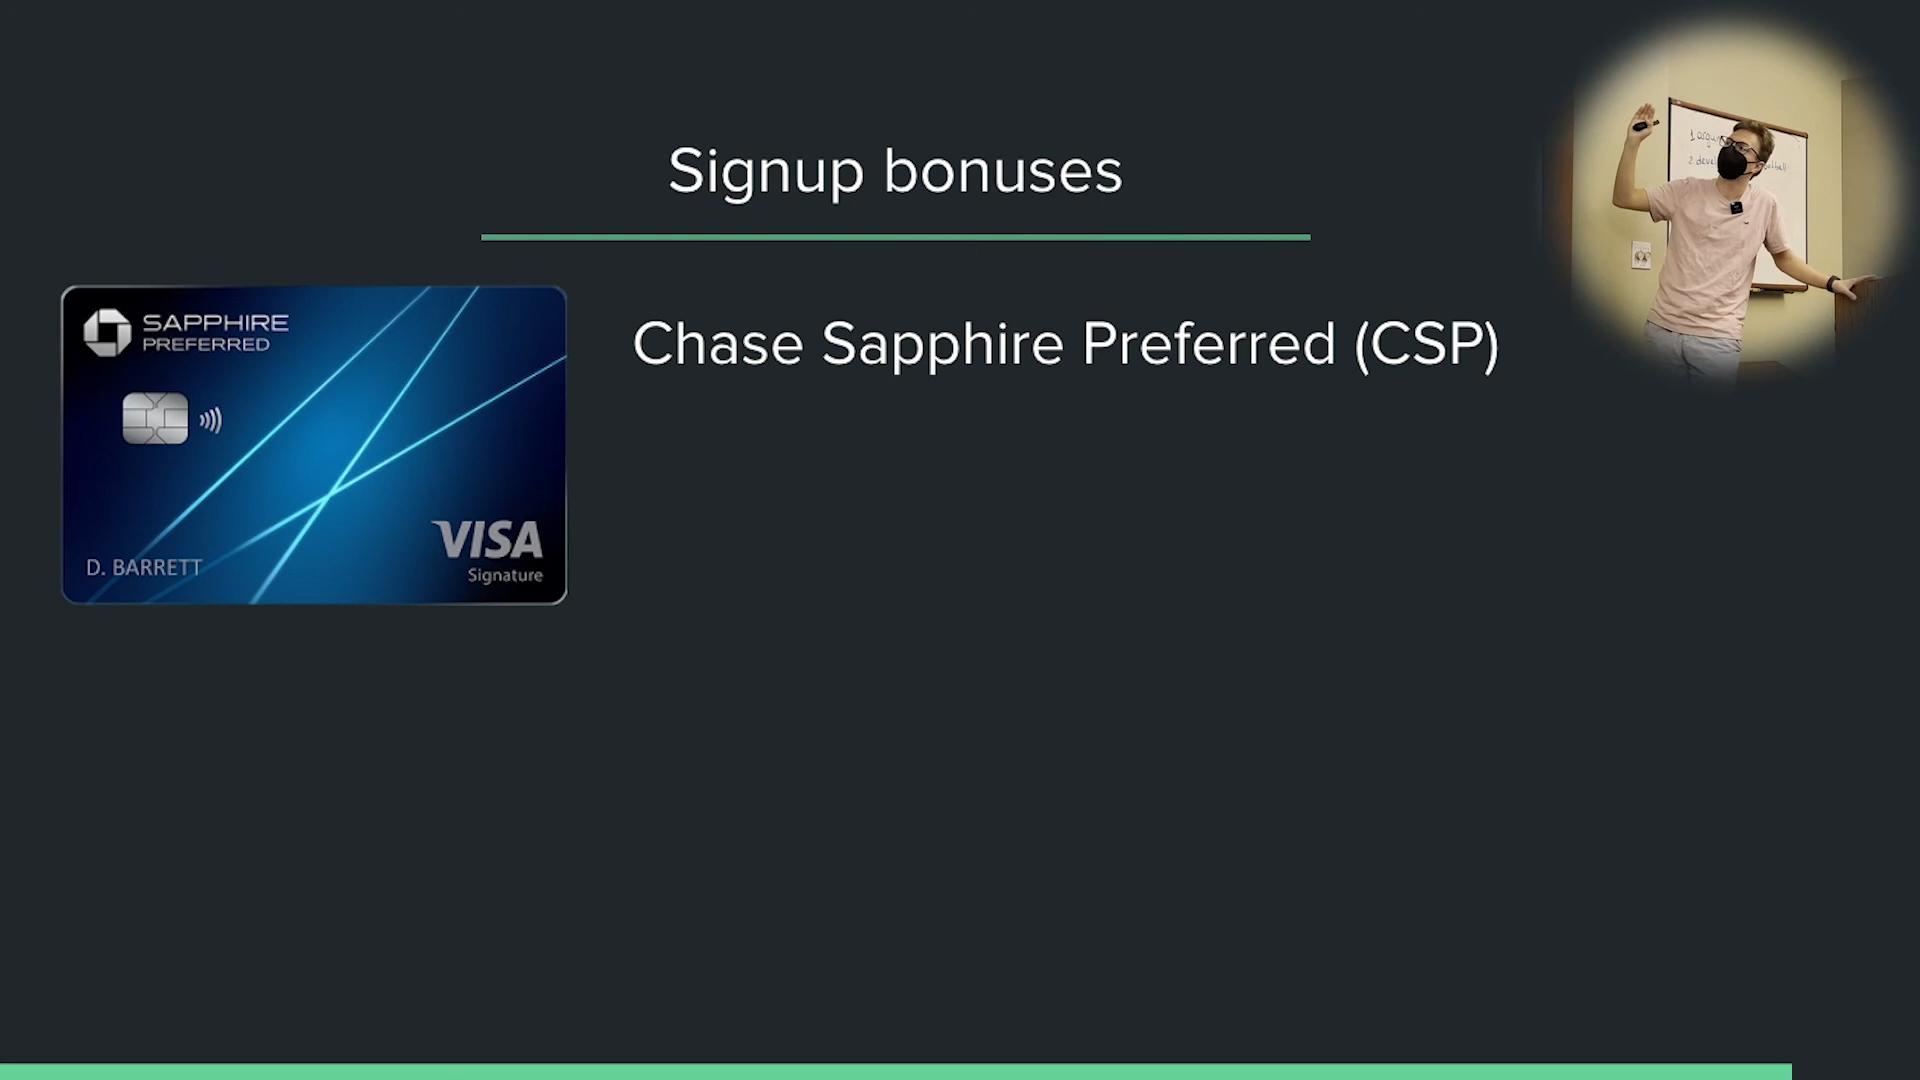 Signup bonuses
SAPPHIRE
PREFERRED
D. BARRETT
VISA
Signature
Chase Sapphire Preferred (CSP)